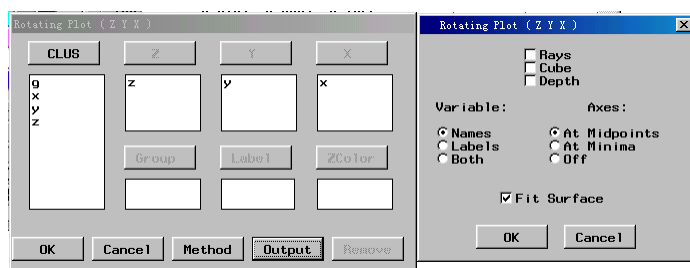 Rotating Plot ( Z Y X )
CLUS Z Y X
g
x
y
z
z y x
Group Label ZColor
OK Cancel Method Output Remove
Rotating Plot ( Z Y X )
Rays
Cube
Depth
Variable: Axes:
Names At Midpoints
Labels At Minima
Both Off
Fit Surface
OK Cancel